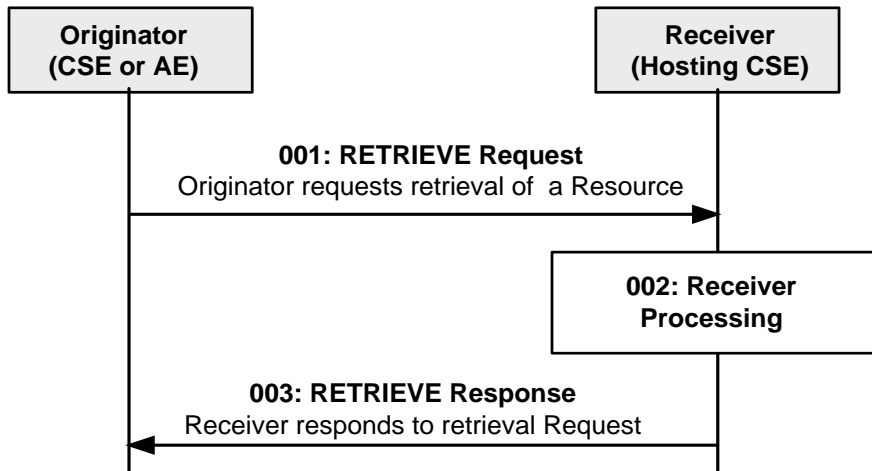 Originator
(CSE or AE)
Receiver
(Hosting CSE)
001: RETRIEVE Request
Originator requests retrieval of a Resource
002: Receiver
Processing
003: RETRIEVE Response
Receiver responds to retrieval Request